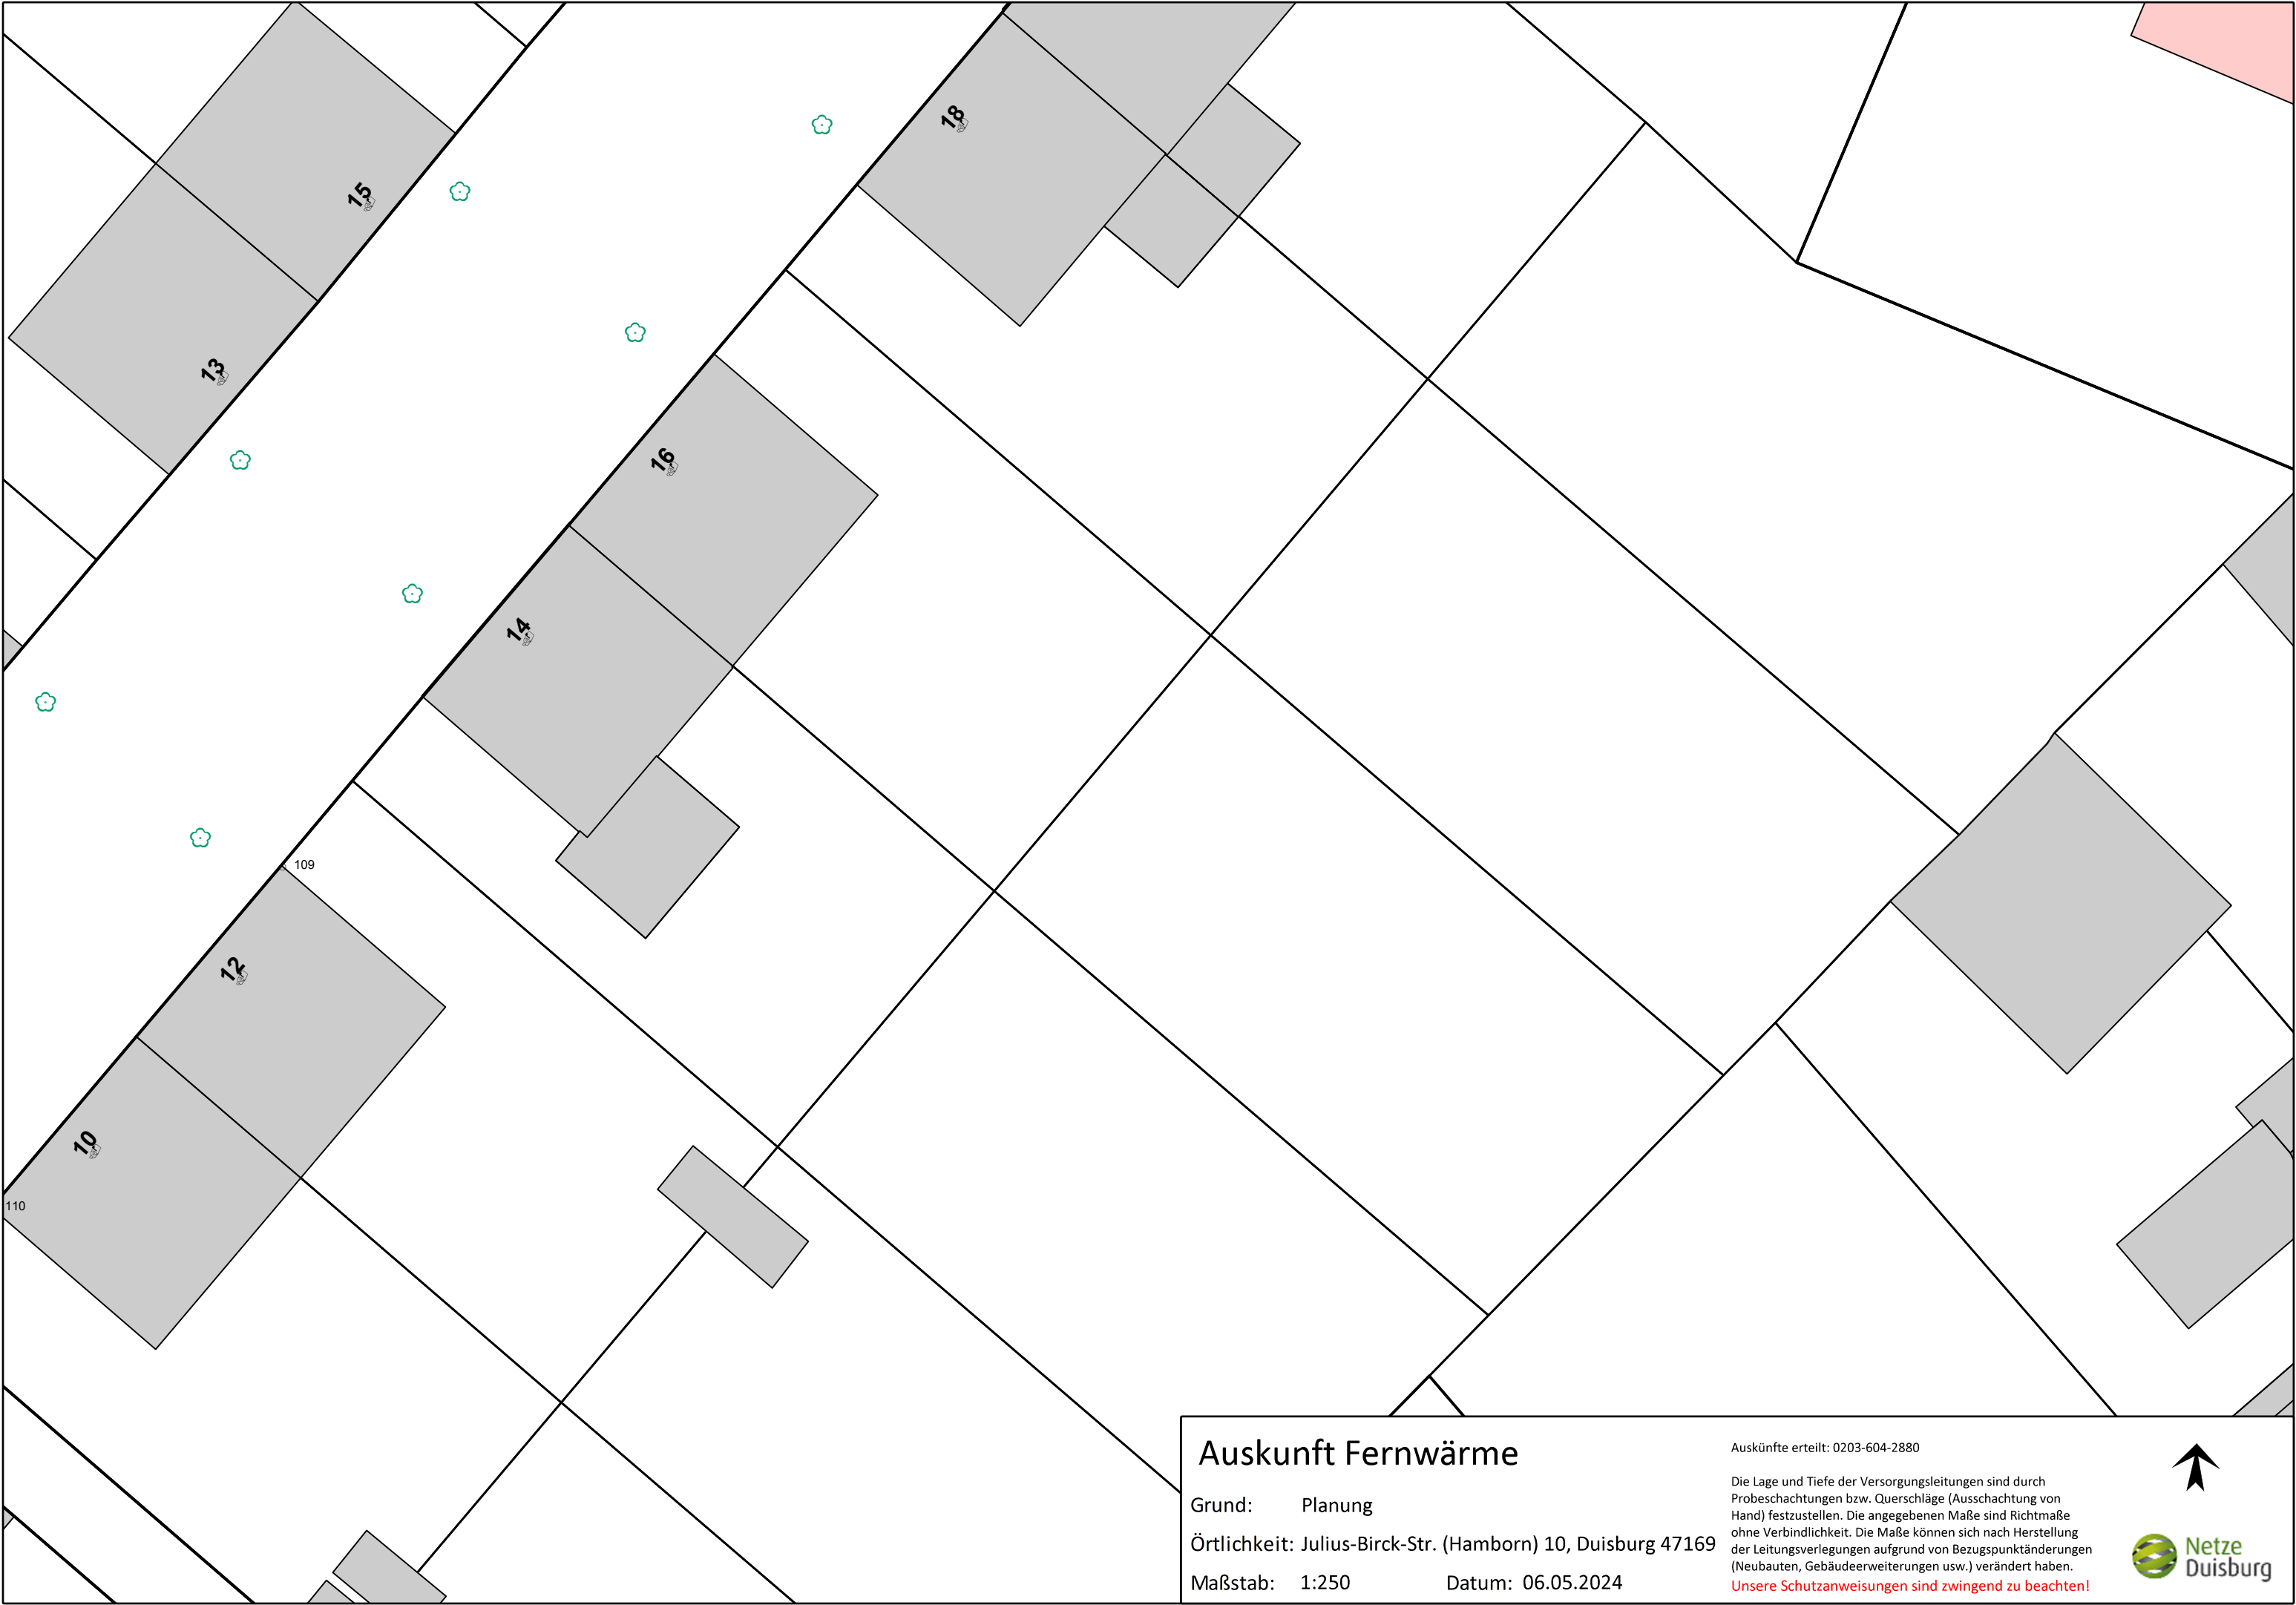 18
15
13
16
14
109
12
10
110
Auskunft Fernwärme
Grund: Planung
Örtlichkeit: Julius-Birck-Str. (Hamborn) 10, Duisburg 47169
Maßstab: 1:250 Datum: 06.05.2024
Auskünfte erteilt: 0203-604-2880
Die Lage und Tiefe der Versorgungsleitungen sind durch
Probeschachtungen bzw. Querschläge (Ausschachtung von
Hand) festzustellen. Die angegebenen Maße sind Richtmaße
ohne Verbindlichkeit. Die Maße können sich nach Herstellung
der Leitungsverlegungen aufgrund von Bezugspunktänderungen
(Neubauten, Gebäudeerweiterungen usw.) verändert haben.
Unsere Schutzanweisungen sind zwingend zu beachten!
Netze
Duisburg